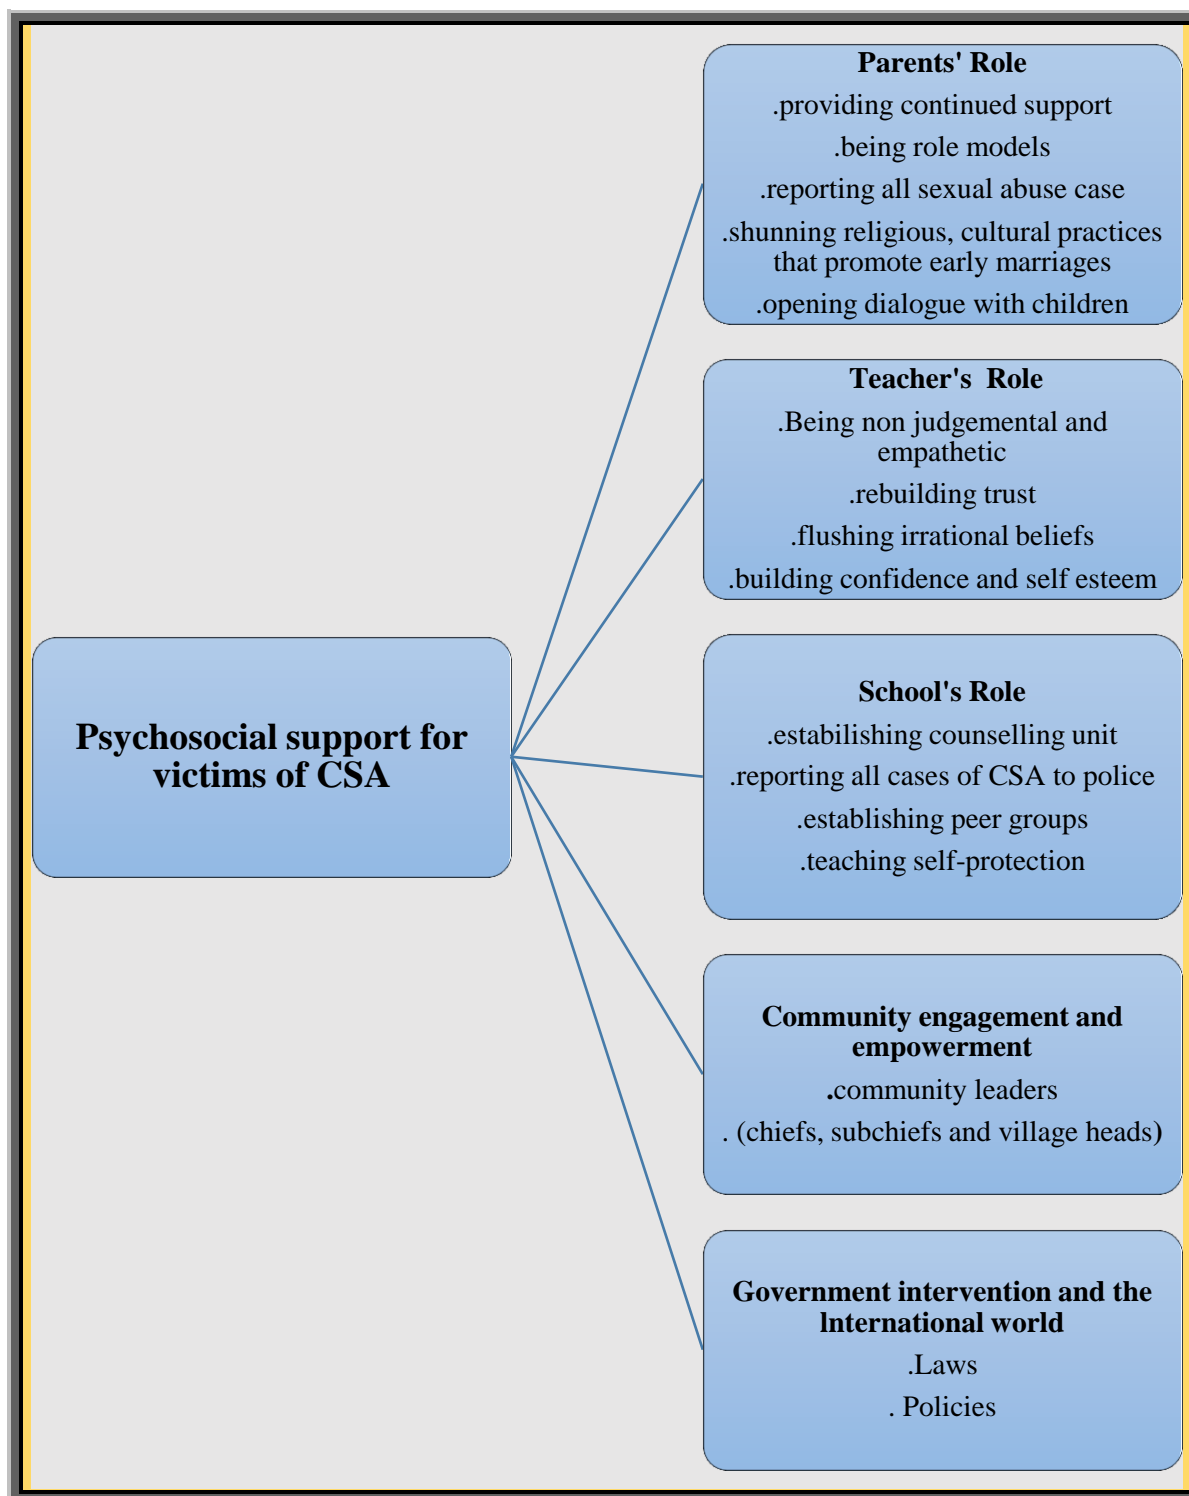 Parents' Role
.providing continued support
.being role models
.reporting all sexual abuse case
.shunning religious, cultural practices
that promote early marriages
.opening dialogue with children
Teacher's Role
.Being non judgemental and
empathetic
.rebuilding trust
.flushing irrational beliefs
.building confidence and self esteem
Psychosocial support for
victims of CSA
School's Role
.estabilishing counselling unit
.reporting all cases of CSA to police
.establishing peer groups
.teaching self-protection
Community engagement and
empowerment
.community leaders
. (chiefs, subchiefs and village heads)
Government intervention and the
lnternational world
.Laws
. Policies